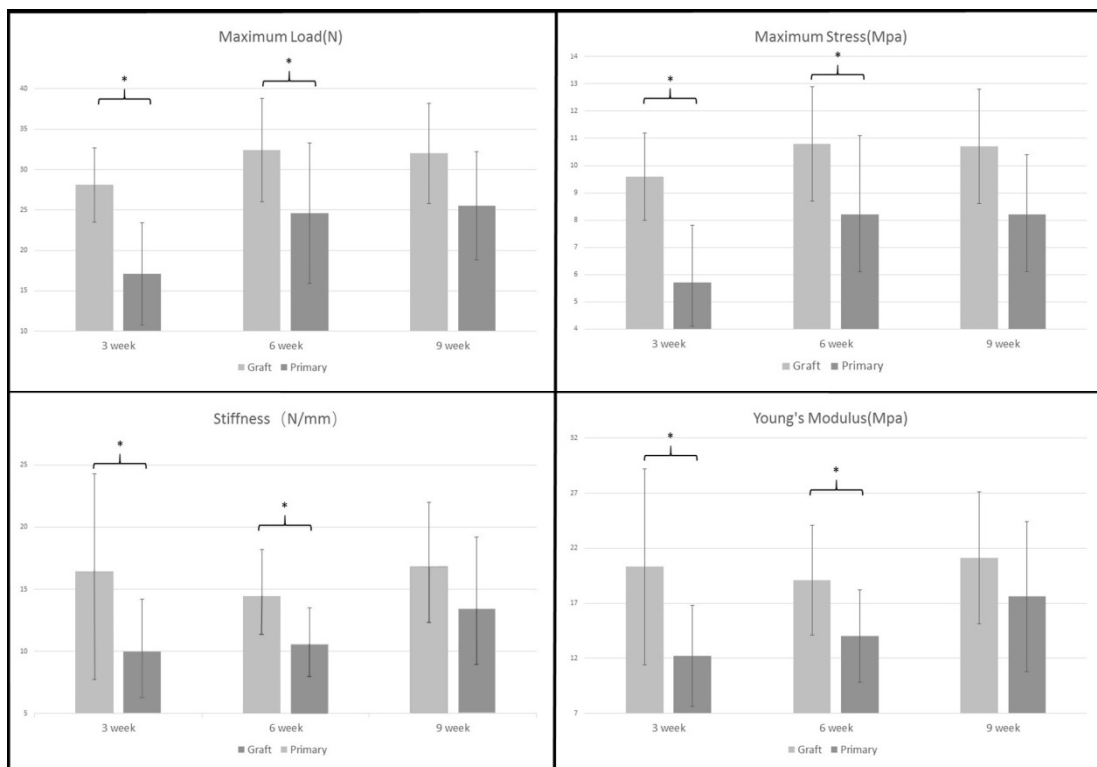 Maximum Load(N)
*
*
40
35
30
25
20
15
10
3 week
6 week
9 week
Graft
Primary
Maximum Stress(Mpa)
*
*
14
13
12
11
10
9
8
7
6
5
4
3 week
6 week
9 week
Graft
Primary
Stiffness（N/mm）
*
*
25
20
15
10
5
3 week
6 week
9 week
Graft
Primary
Young's Modulus(Mpa)
*
*
32
27
22
17
12
7
3 week
6 week
9 week
Graft
Primary